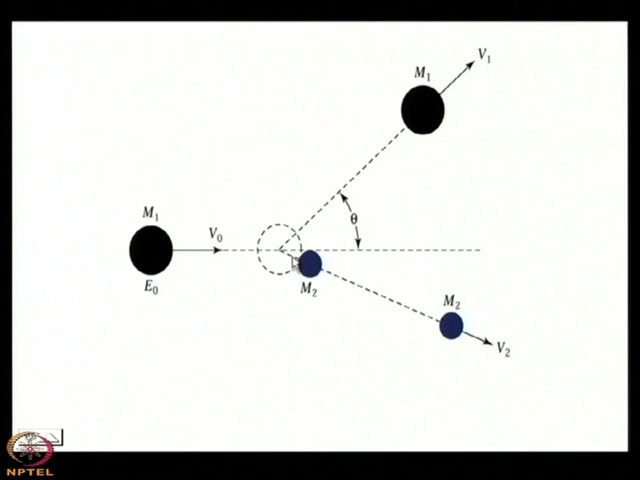 V₁
M₁
θ
M₁
V₀
E₀
M₂
M₂
V₂
NPTEL